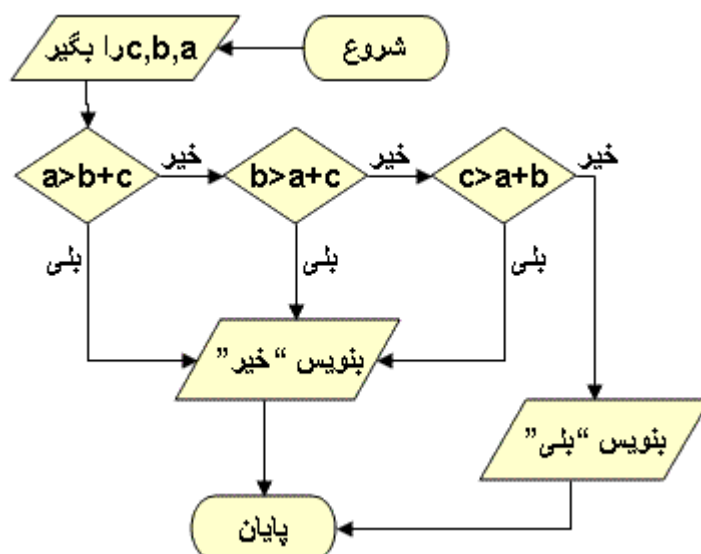 شروع
c,b,a را بگیر
a>b+c
خیر
b>a+c
خیر
c>a+b
خیر
بلی
بلی
بلی
بنویس “خیر”
بنویس “بلی”
پایان